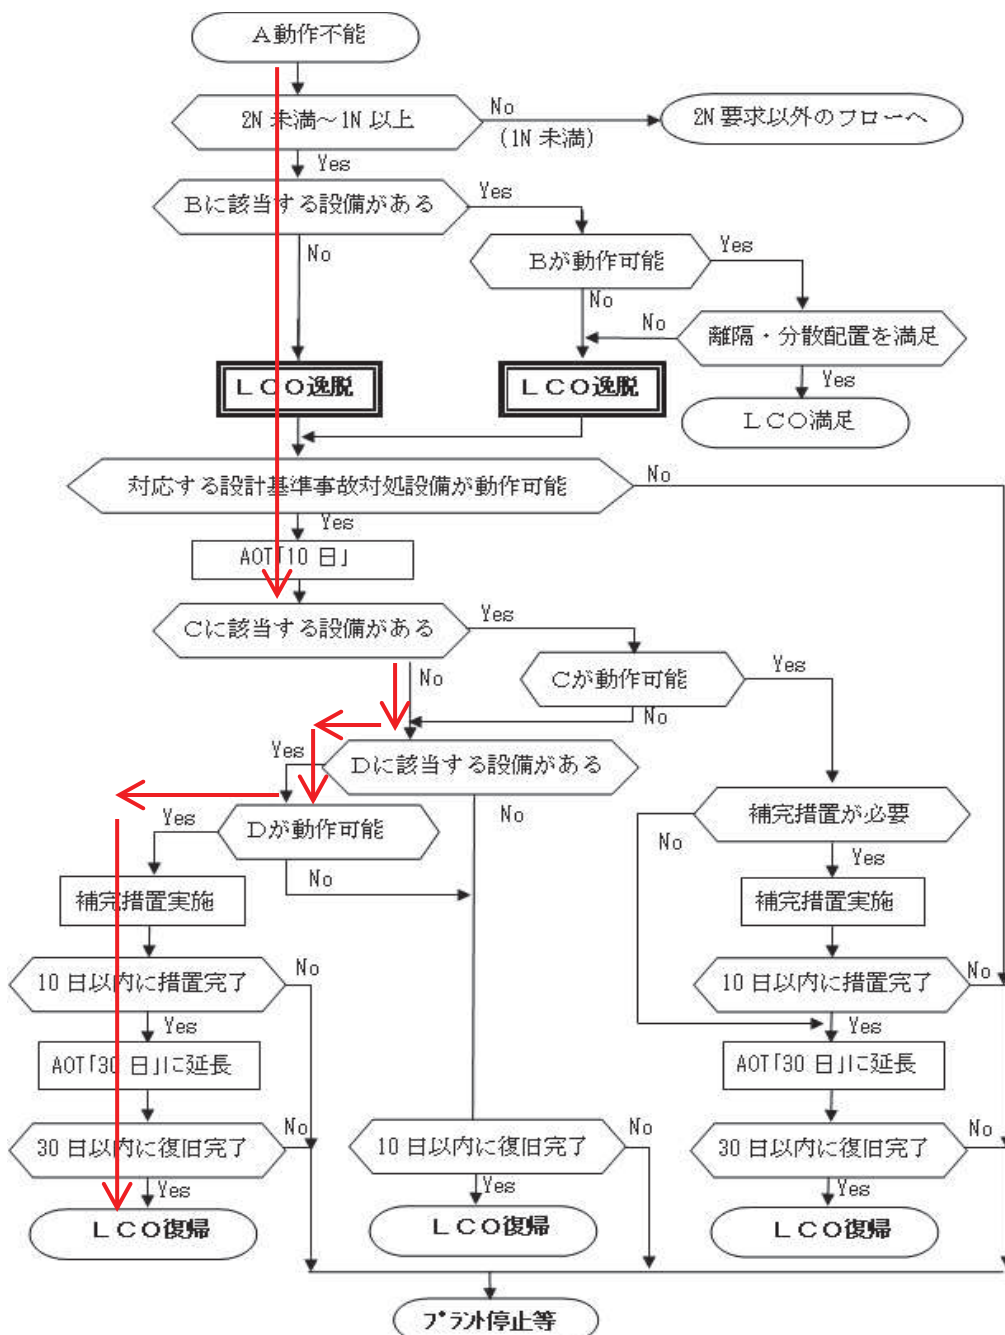 A動作不能
2N 未満～1N 以上
No
(1N 未満)
2N 要求以外のフローへ
Yes
Bに該当する設備がある
Yes
No
Bが動作可能
Yes
No
No
離隔・分散配置を満足
Yes
LCO逸脱
LCO逸脱
LCO満足
対応する設計基準事故対処設備が動作可能
No
Yes
AOT「10 日」
Cに該当する設備がある
Yes
No
Cが動作可能
Yes
No
Yes
Dに該当する設備がある
No
Yes
Dが動作可能
No
補完措置が必要
No
Yes
補完措置実施
補完措置実施
10 日以内に措置完了
No
10 日以内に措置完了
No
Yes
Yes
AOT「30 日」に延長
AOT「30 日」に延長
30 日以内に復旧完了
No
10 日以内に復旧完了
No
30 日以内に復旧完了
No
Yes
Yes
Yes
LCO復帰
LCO復帰
LCO復帰
プラント停止等